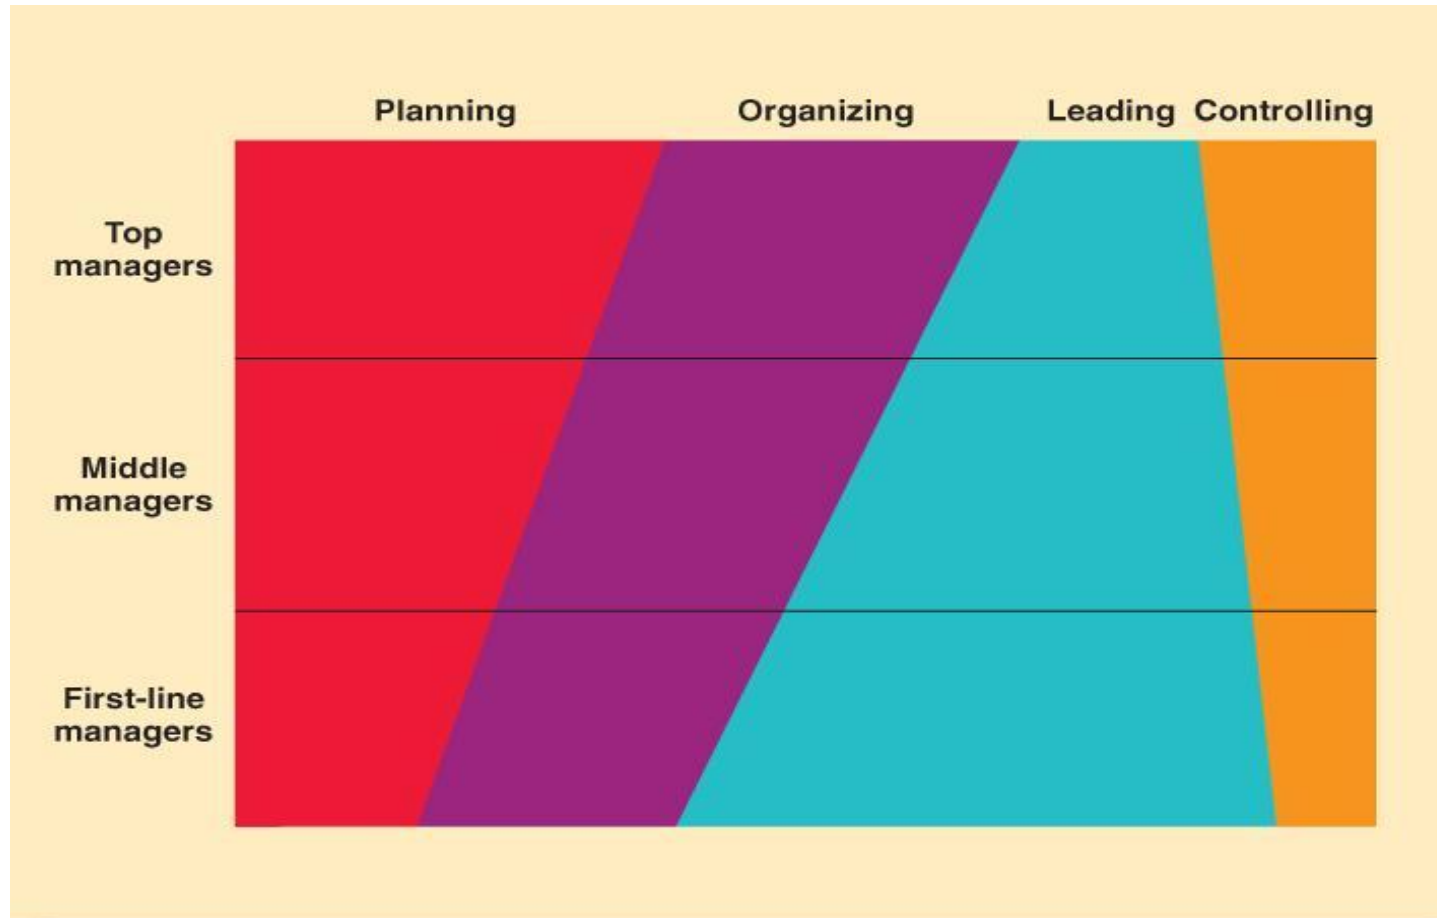 Planning Organizing Leading Controlling
Top
managers
Middle
managers
First-line
managers